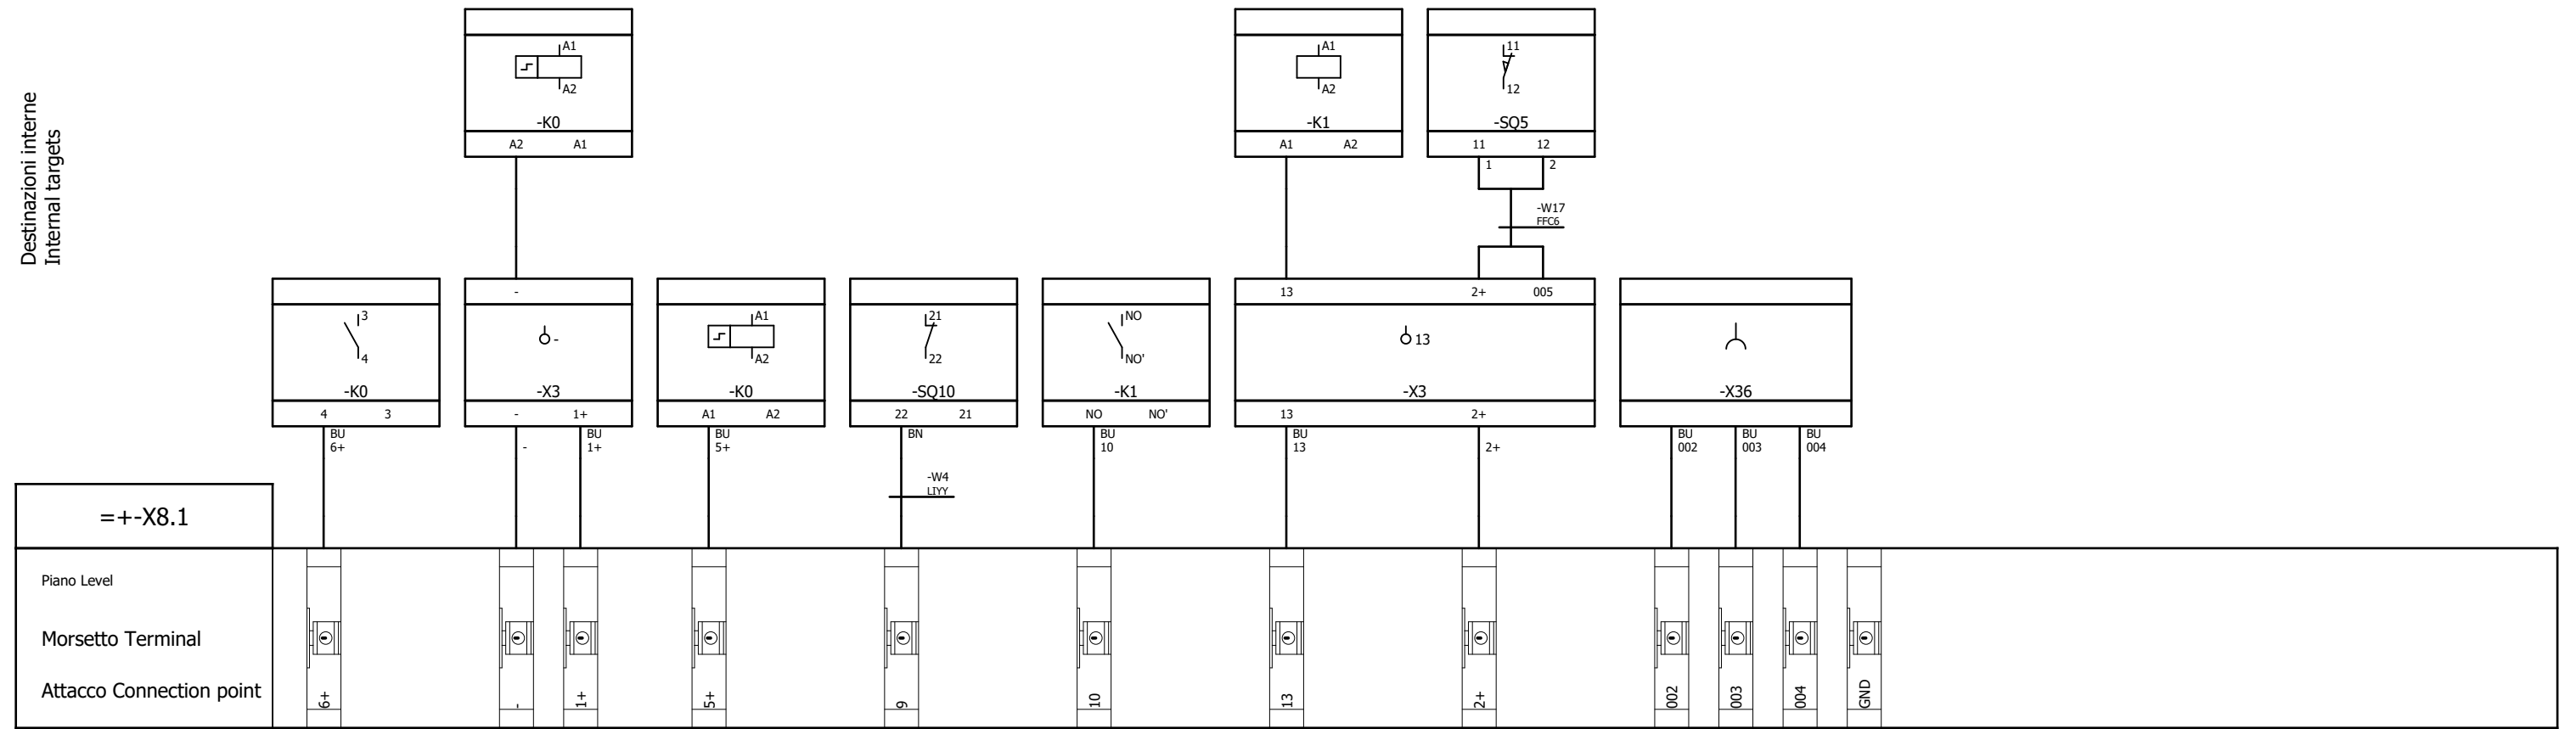 Destinazioni interne
Internal targets
A1
A2
-K0
A2 A1
A1
A2
-K1
A1 A2
11
12
-SQ5
11 12
1 2
-W17
FFC6
3
4
-K0
4 3
BU
6+
-
-
-X3
- 1+
-
BU
1+
A1
A2
-K0
A1 A2
BU
5+
21
22
-SQ10
22 21
BN
-W4
LIYY
NO
NO'
-K1
NO NO'
BU
10
13 2+ 005
13
-X3
13 2+
BU
13
2+
-X36
BU
002
BU
003
BU
004
=+-X8.1
Piano Level
Morsetto Terminal
Attacco Connection point
6+ - 1+ 5+ 9 10 13 2+ 002 003 004 GND